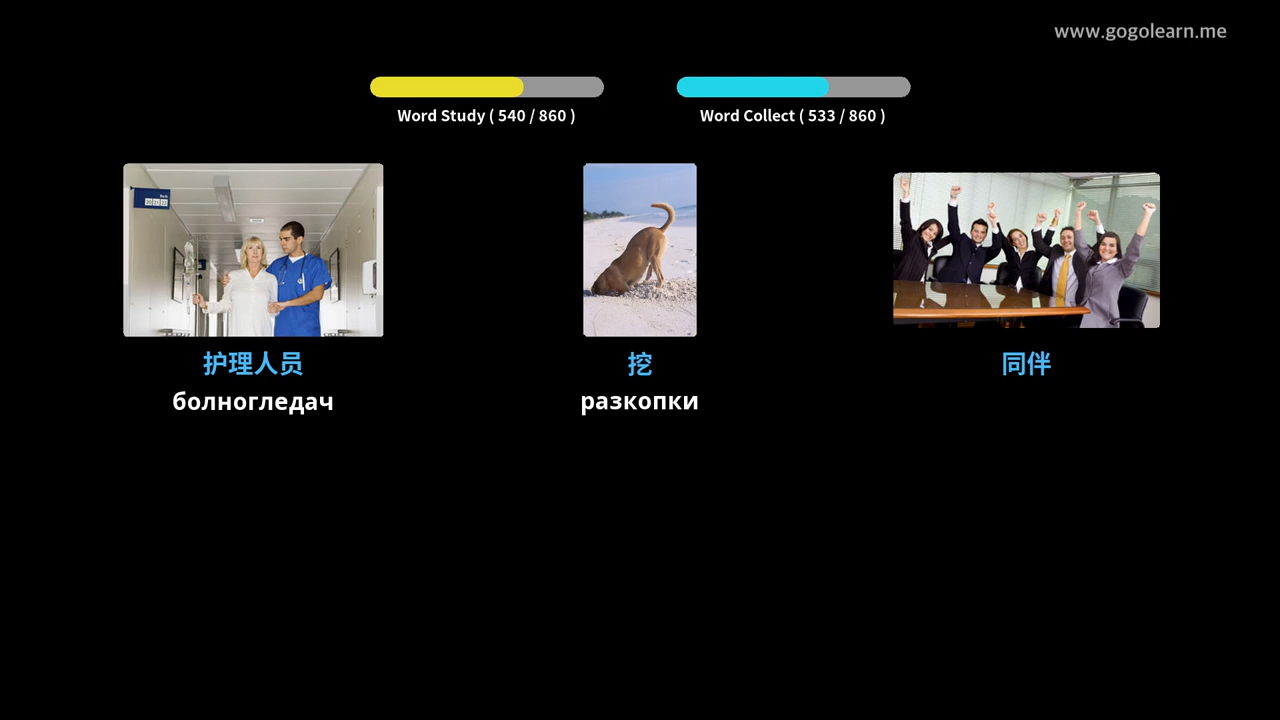 www.gogolearn.me
Word Study ( 540 / 860 )
Word Collect ( 533 / 860 )
护理人员
挖
同伴
болногледач
разкопки